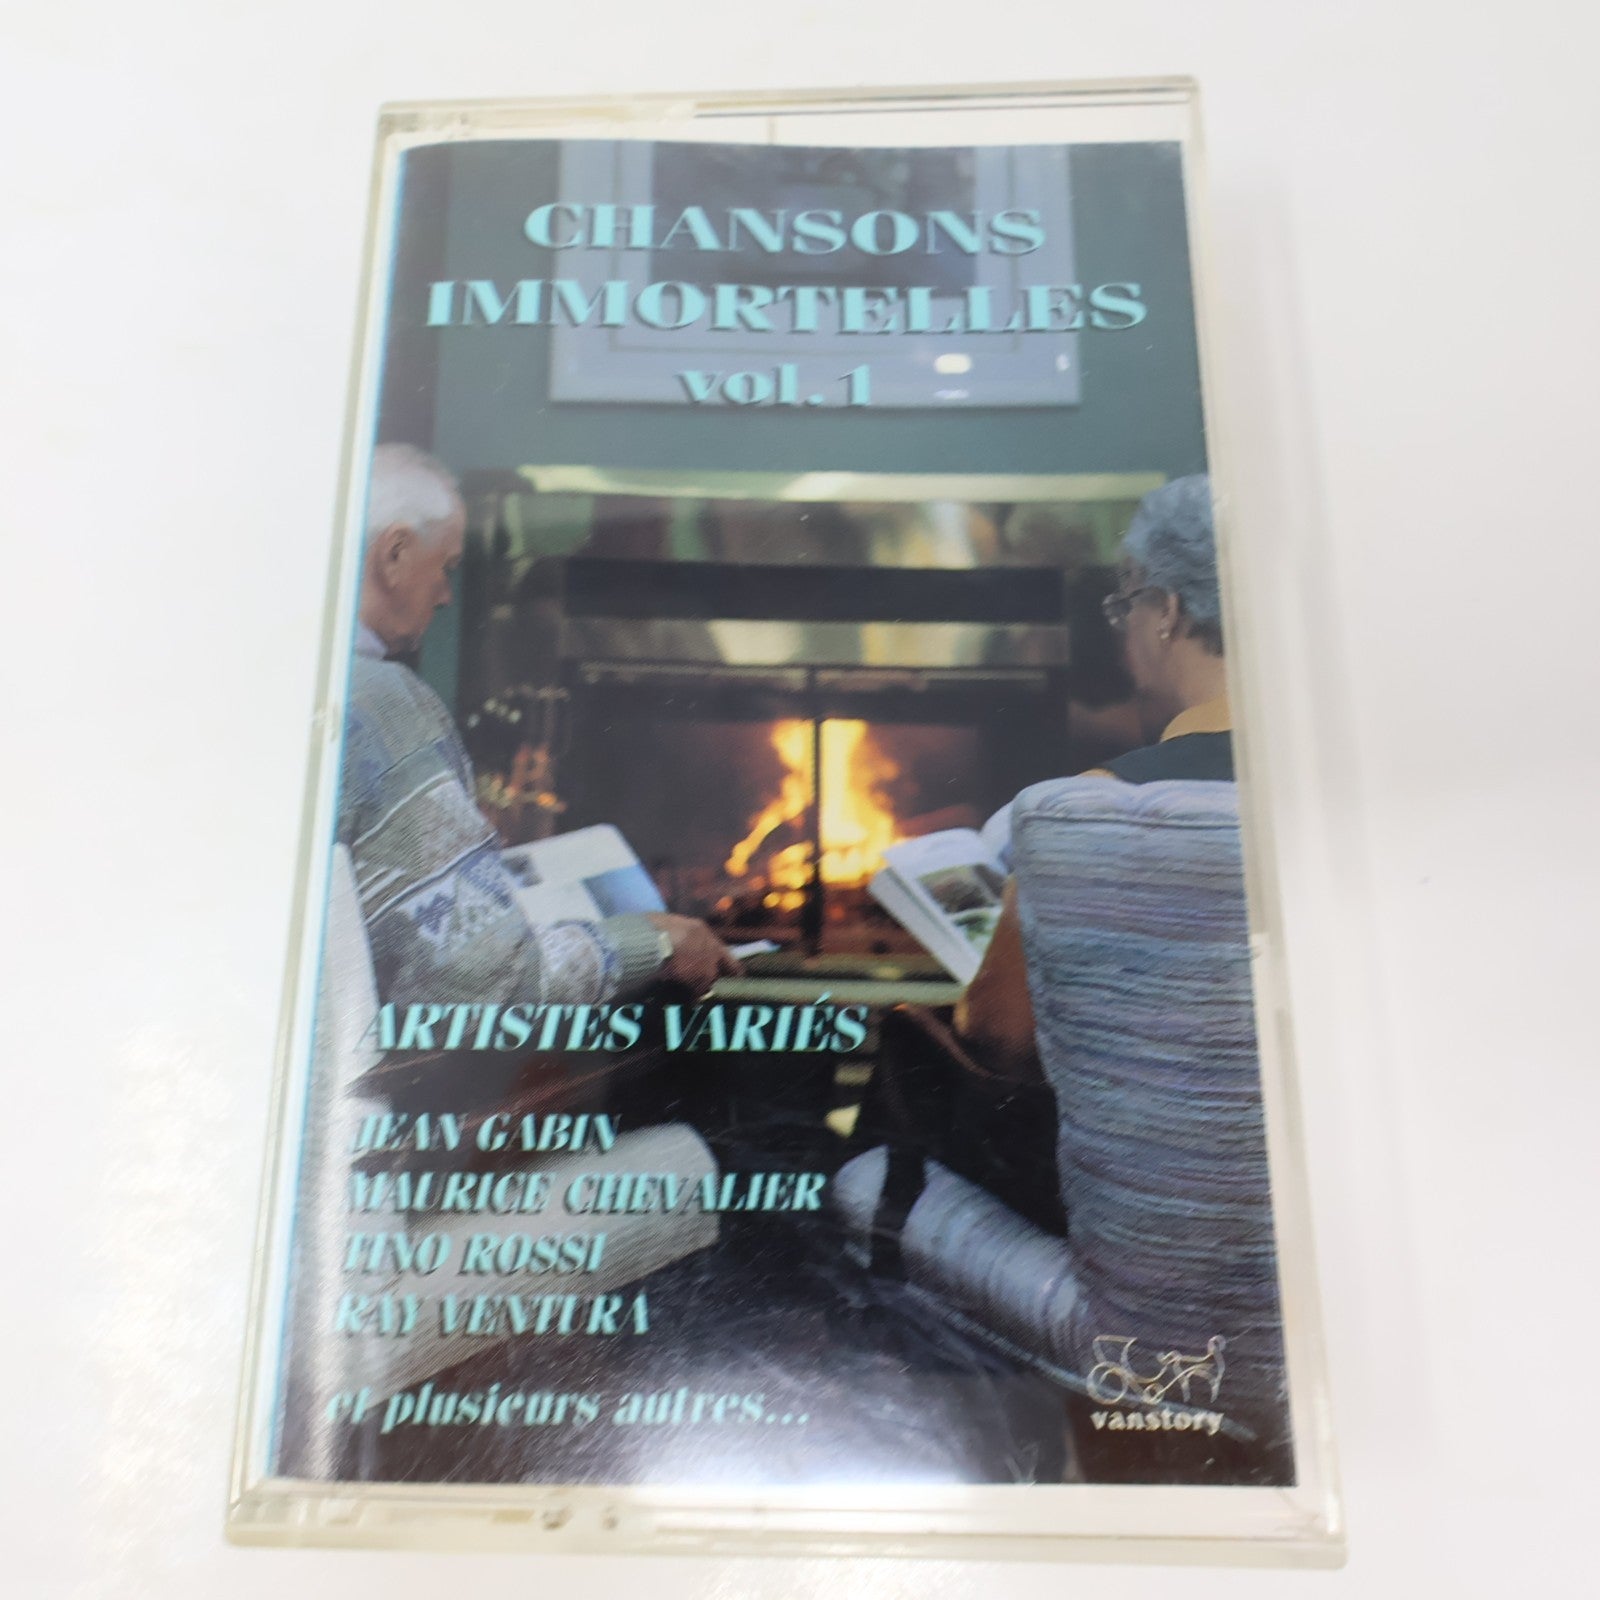 CHANSONS
IMMORTELLES
vol. 1
ARTISTES VARIÉS
JEAN GABIN
MAURICE CHEVALIER
TINO ROSSI
RAY VENTURA
et plusieurs autres...
vanstory